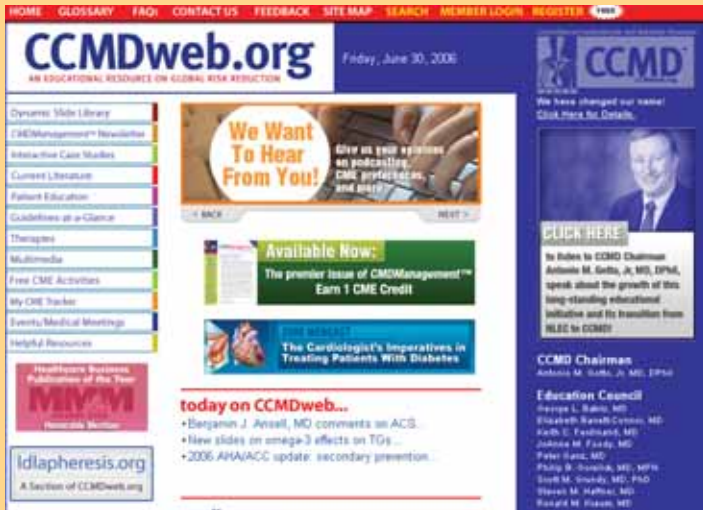 HOME GLOSSARY FAQs CONTACT US FEEDBACK SITE MAP SEARCH MEMBER LOGIN REGISTER FREE
CCMDweb.org
AN EDUCATIONAL RESOURCE ON GLOBAL RISK REDUCTION
Friday, June 30, 2006
Dynamic Slide Library
CMDManagement™ Newsletter
Interactive Case Studies
Current Literature
Patient Education
Guidelines at-a-Glance
Therapies
Multimedia
Free CME Activities
My CME Tracker
Events/Medical Meetings
Helpful Resources
Healthcare Business
Publication of the Year
MMM
Honorable Mention
ldlapheresis.org
A Section of CCMDweb.org
We Want
To Hear
From You!
Give us your opinions
on podcasting,
CME preferences,
and more
< BACK
NEXT >
Available Now:
The premier issue of CMDManagement™
Earn 1 CME Credit
CME WEBCAST
The Cardiologist's Imperatives in
Treating Patients With Diabetes
today on CCMDweb...
•Benjamin J. Ansell, MD comments on ACS...
•New slides on omega-3 effects on TGs...
•2006 AHA/ACC update: secondary prevention...
CCMD
We have changed our name!
Click Here for Details.
CLICK HERE
to listen to CCMD Chairman
Antonio M. Gotto, Jr, MD, DPhil,
speak about the growth of this
long-standing educational
initiative and its transition from
NLEC to CCMD!
CCMD Chairman
Antonio M. Gotto, Jr, MD, DPhil
Education Council
George L. Bakris, MD
Elizabeth Barrett-Connor, MD
Keith C. Ferdinand, MD
JoAnne M. Foody, MD
Peter Ganz, MD
Philip B. Gorelick, MD, MPH
Scott M. Grundy, MD, PhD
Steven M. Haffner, MD
Ronald M. Krauss, MD